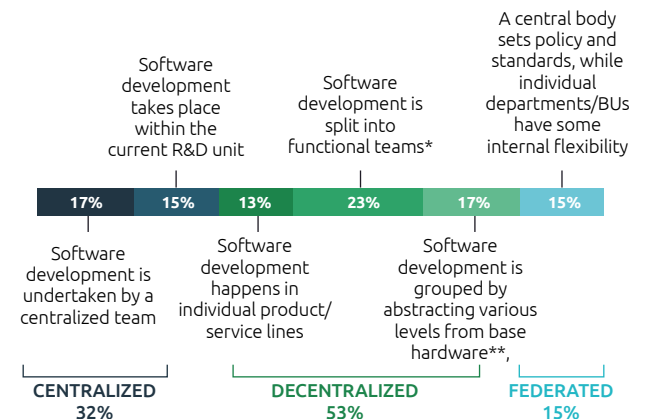 A central body
sets policy and
standards, while
individual
departments/BUs
have some
internal flexibility
Software
development
takes place
within the
current R&D unit
Software
development is
split into
functional teams*
17%
15%
13%
23%
17%
15%
Software
development is
undertaken by a
centralized team
Software
development
happens in
individual product/
service lines
Software
development is
grouped by
abstracting various
levels from base
hardware**,
CENTRALIZED
32%
DECENTRALIZED
53%
FEDERATED
15%